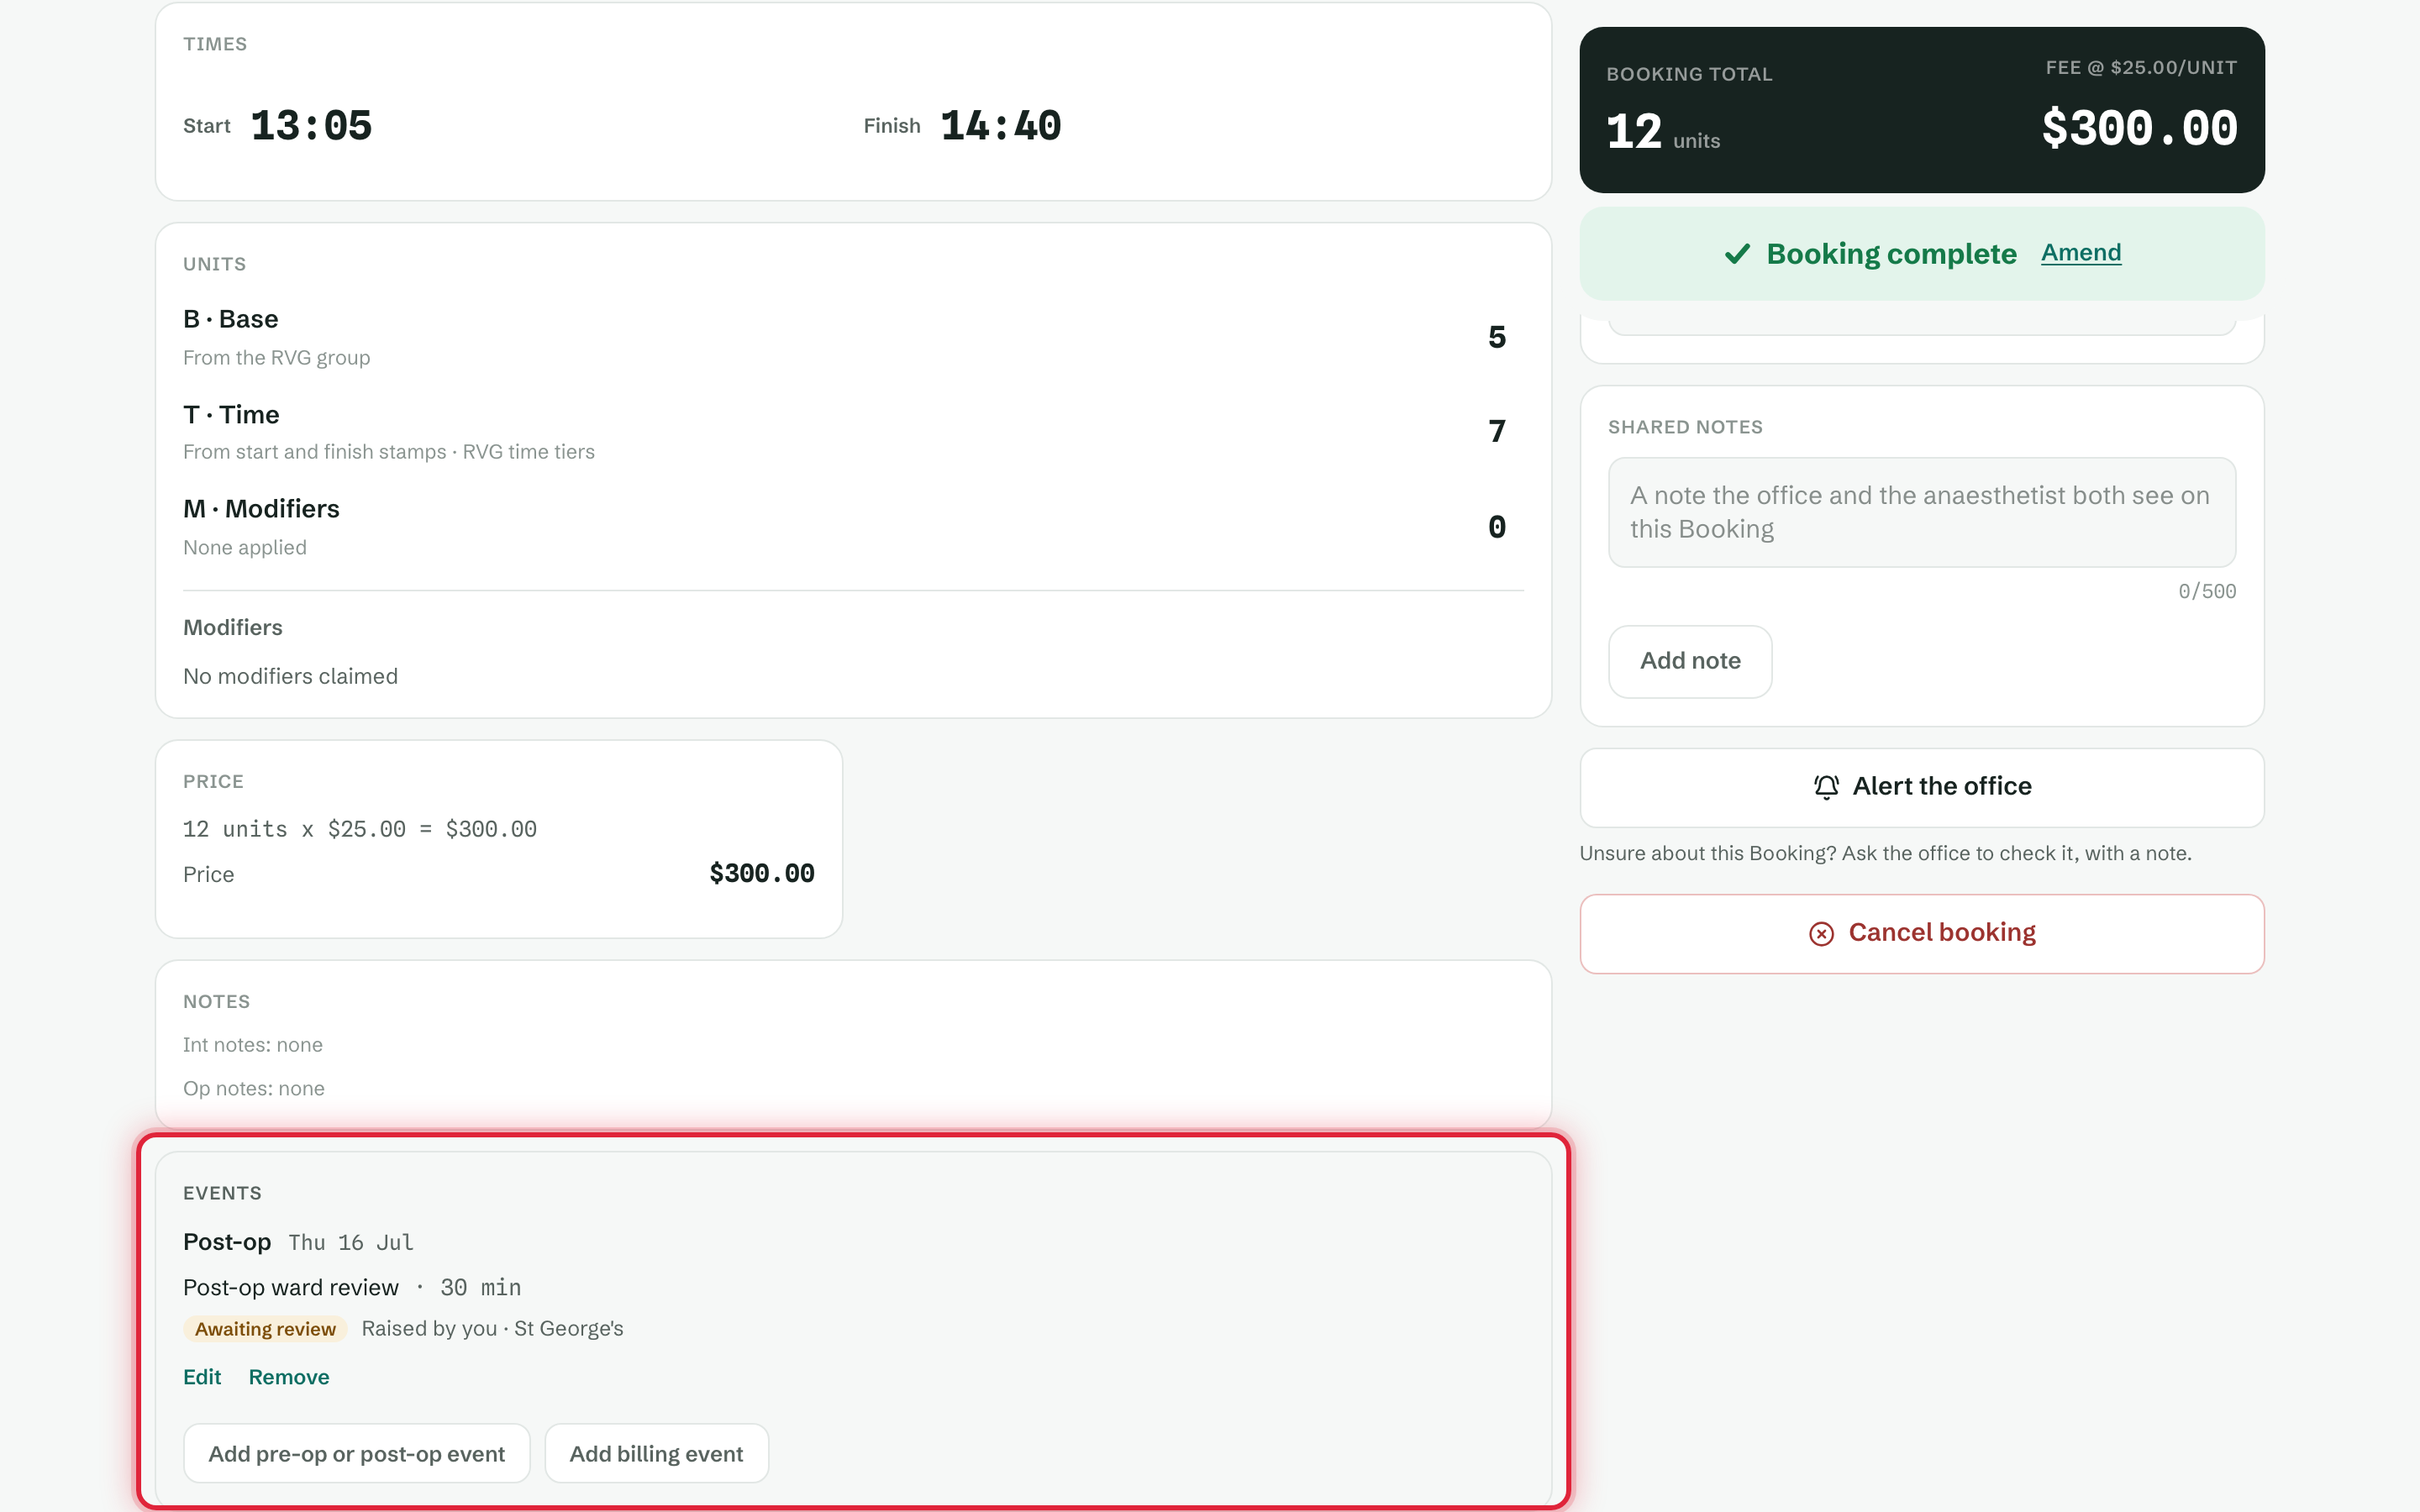 TIMES
Start 13:05
Finish 14:40
UNITS
B · Base
From the RVG group
5
T · Time
From start and finish stamps · RVG time tiers
7
M · Modifiers
None applied
0
Modifiers
No modifiers claimed
PRICE
12 units x $25.00 = $300.00
Price $300.00
NOTES
Int notes: none
Op notes: none
EVENTS
Post-op Thu 16 Jul
Post-op ward review · 30 min
Awaiting review Raised by you · St George's
Edit Remove
Add pre-op or post-op event Add billing event
BOOKING TOTAL
FEE @ $25.00/UNIT
12 units
$300.00
Booking complete Amend
SHARED NOTES
A note the office and the anaesthetist both see on
this Booking
0/500
Add note
Alert the office
Unsure about this Booking? Ask the office to check it, with a note.
Cancel booking